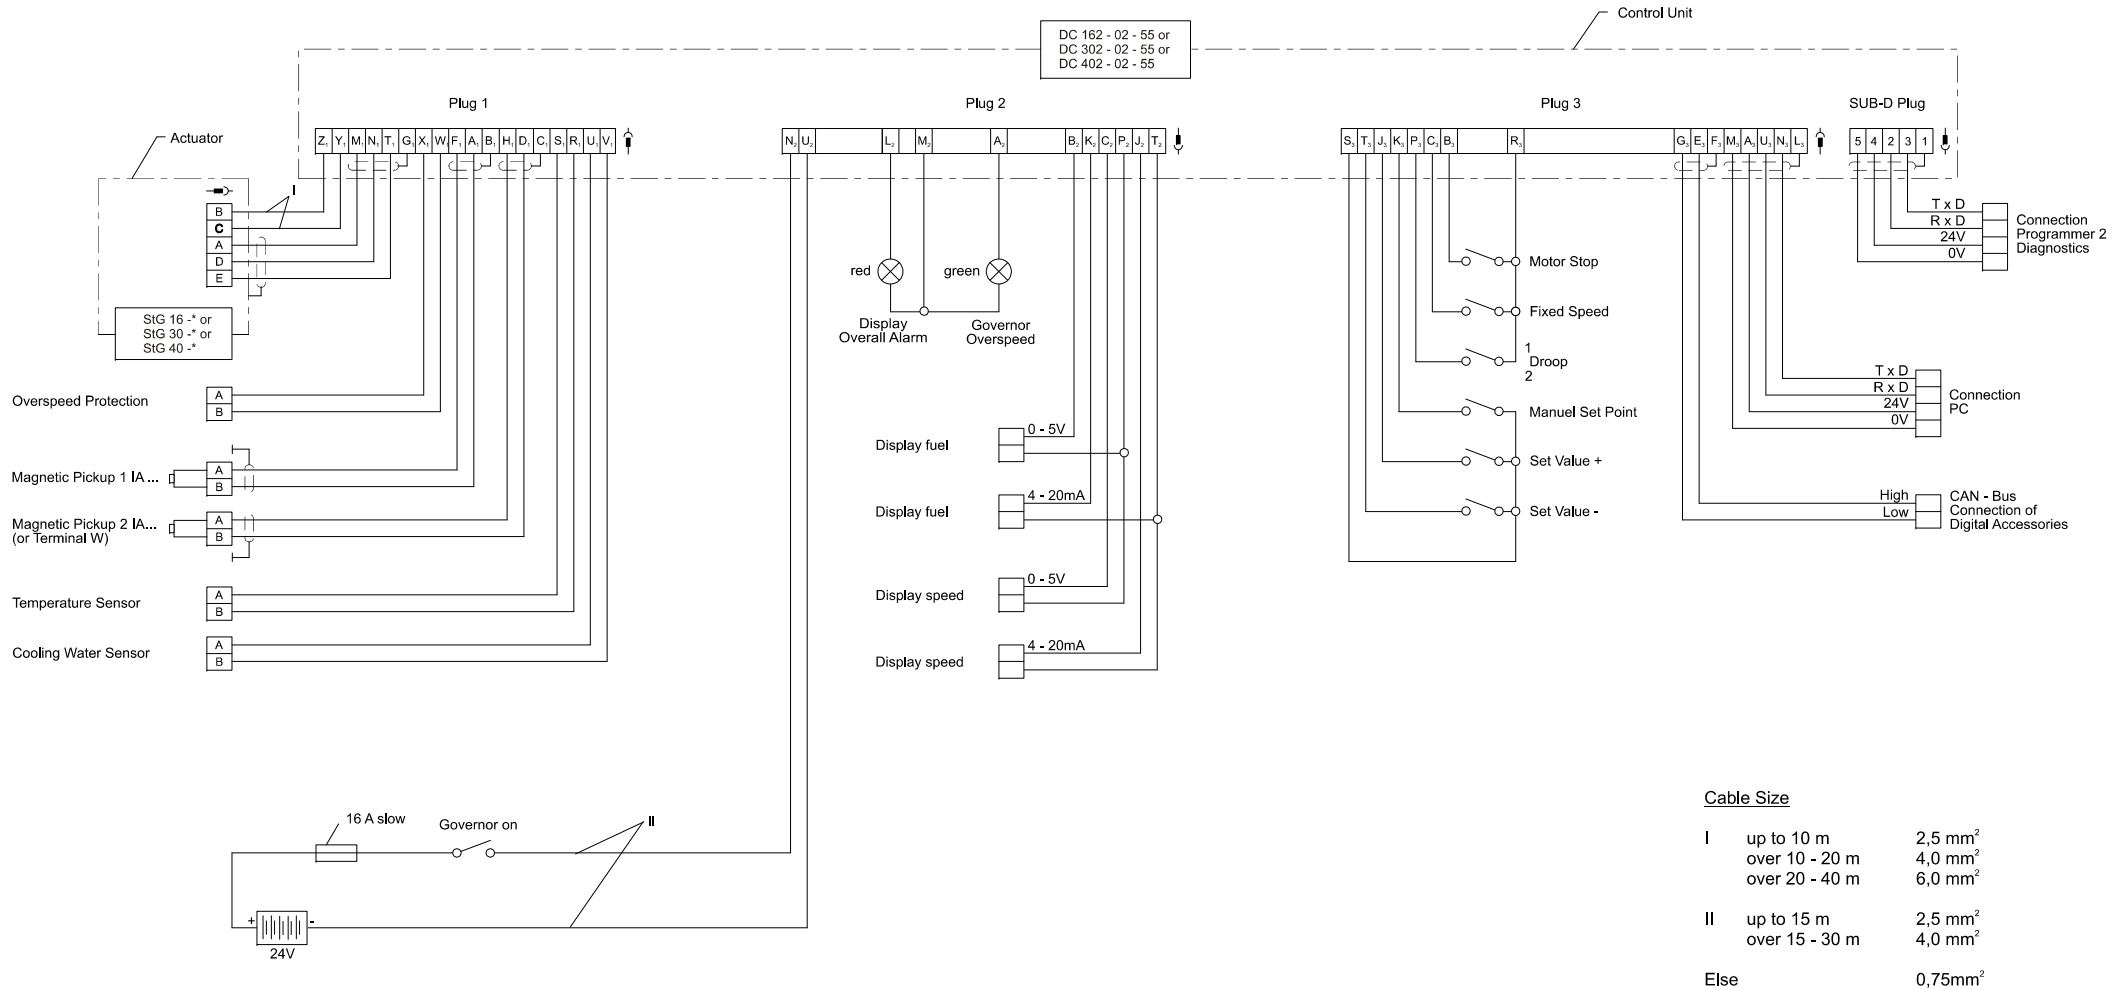 Control Unit
DC 162 - 02 - 55 or
DC 302 - 02 - 55 or
DC 402 - 02 - 55
Plug 1
Plug 2
Plug 3
SUB-D Plug
Actuator
Z₁ Y₁ M₁ N₁ T₁ G₁ X₁ W₁ F₁ A₁ B₁ H₁ D₁ C₁ S₁ R₁ U₁ V₁
N₂ U₂ L₂ M₂ A₂ B₂ K₂ C₂ P₂ J₂ T₂
S₃ T₃ J₃ K₃ P₃ C₃ B₃ R₃ G₃ E₃ F₃ M₃ A₃ U₃ N₃ L₃
5 4 2 3 1
I
B
C
A
D
E
StG 16 -* or
StG 30 -* or
StG 40 -*
Overspeed Protection
A
B
Magnetic Pickup 1 IA ...
A
B
Magnetic Pickup 2 IA...
(or Terminal W)
A
B
Temperature Sensor
A
B
Cooling Water Sensor
A
B
red
green
Display
Overall Alarm
Governor
Overspeed
Display fuel
0 - 5V
Display fuel
4 - 20mA
Display speed
0 - 5V
Display speed
4 - 20mA
Motor Stop
Fixed Speed
1
Droop
2
Manuel Set Point
Set Value +
Set Value -
T x D
R x D
24V
0V
Connection
Programmer 2
Diagnostics
T x D
R x D
24V
0V
Connection
PC
High
Low
CAN - Bus
Connection of
Digital Accessories
16 A slow
Governor on
II
+
-
24V
Cable Size
I up to 10 m 2,5 mm²
over 10 - 20 m 4,0 mm²
over 20 - 40 m 6,0 mm²
II up to 15 m 2,5 mm²
over 15 - 30 m 4,0 mm²
Else 0,75mm²